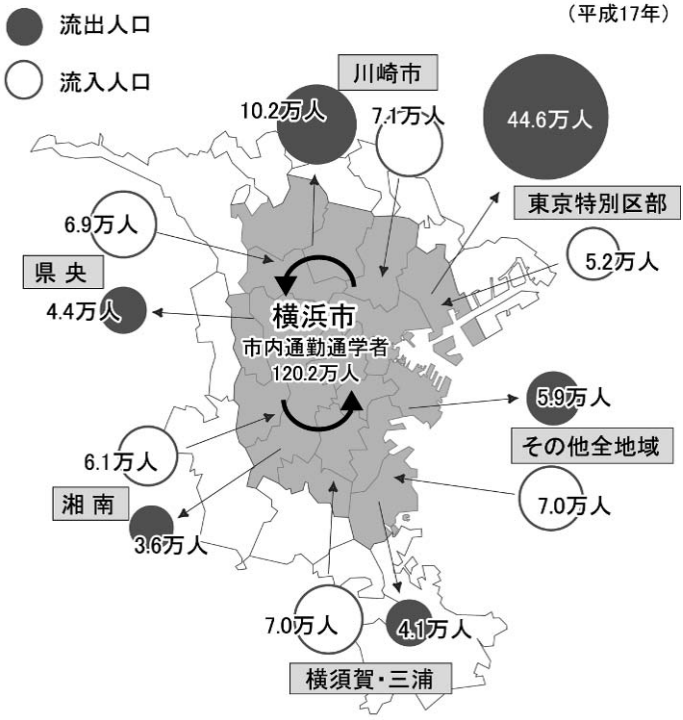 （平成17年）
流出人口
流入人口
川崎市
10.2万人
7.1万人
44.6万人
東京特別区部
5.2万人
6.9万人
県央
4.4万人
横浜市
市内通勤通学者
120.2万人
5.9万人
その他全地域
7.0万人
6.1万人
湘南
3.6万人
7.0万人
4.1万人
横須賀・三浦